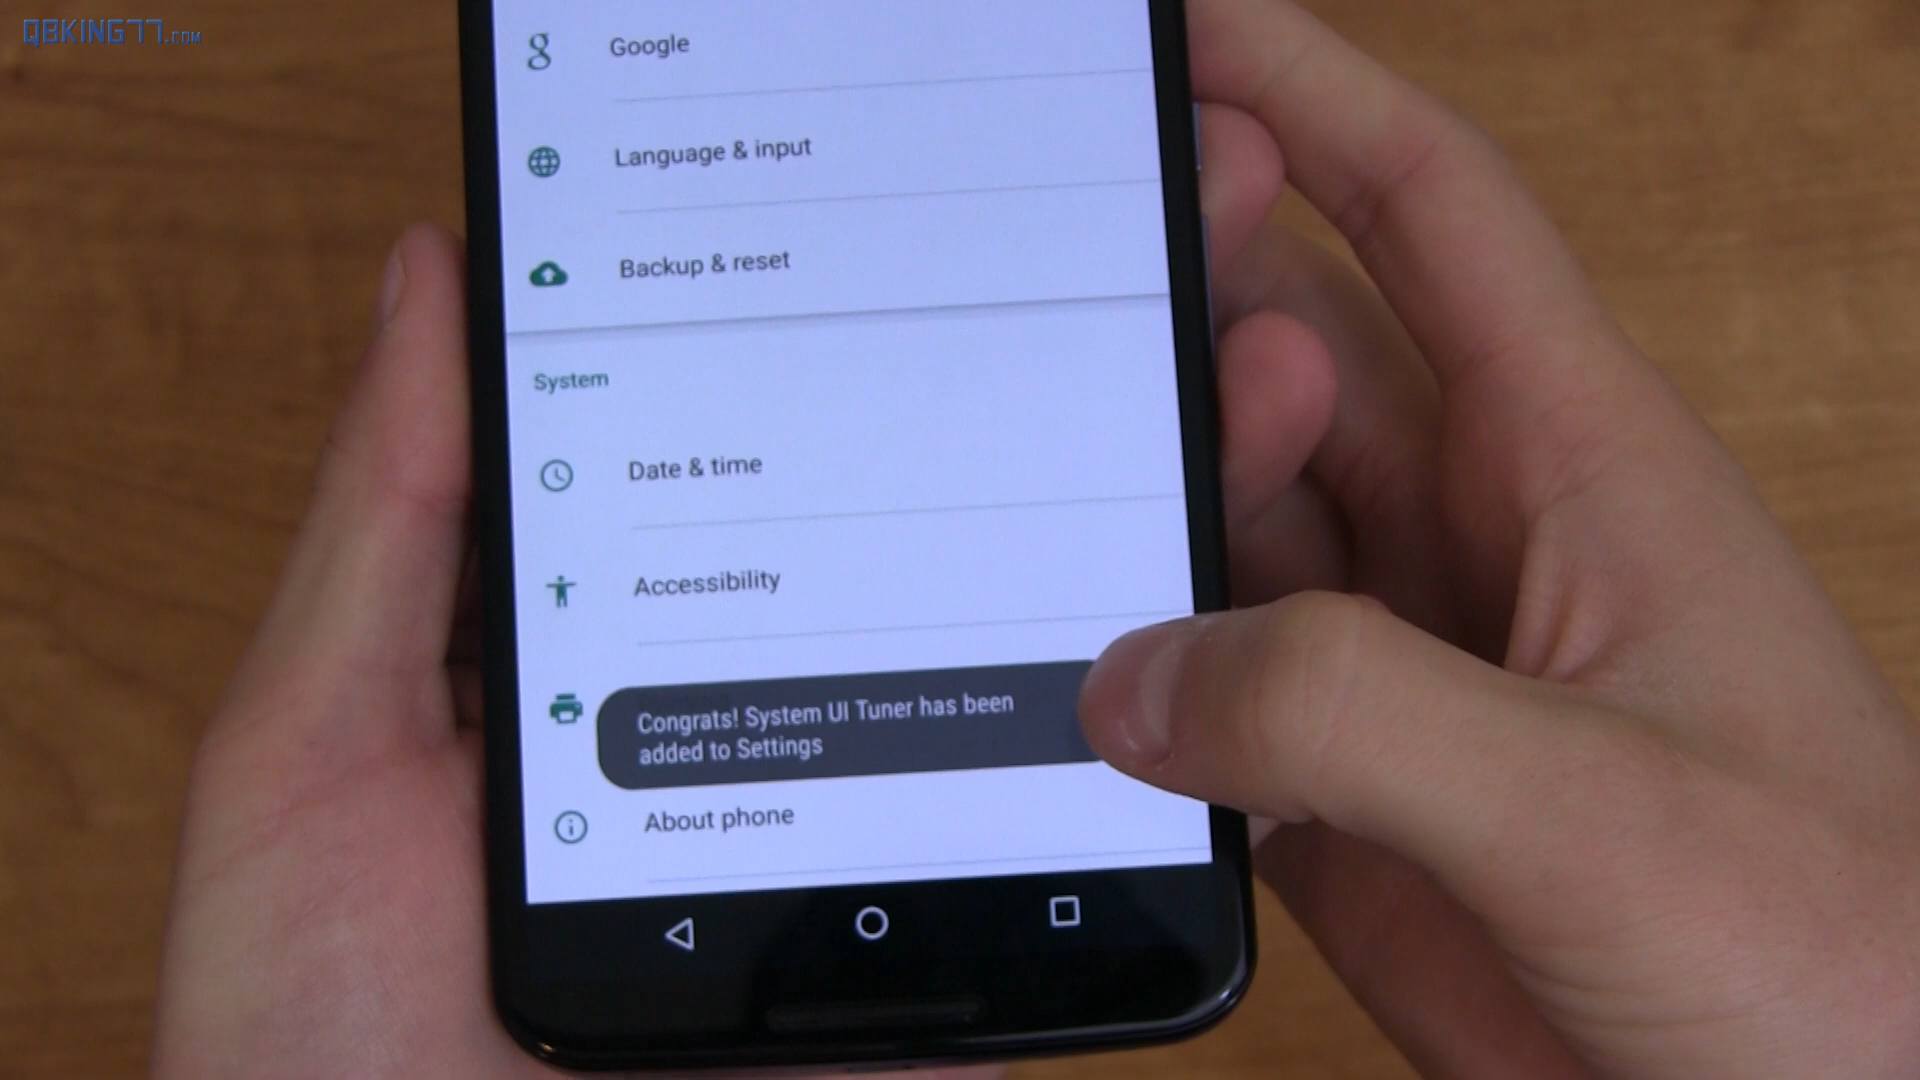 QBKING77.COM
Google
Language & input
Backup & reset
System
Date & time
Accessibility
Congrats! System UI Tuner has been
added to Settings
About phone